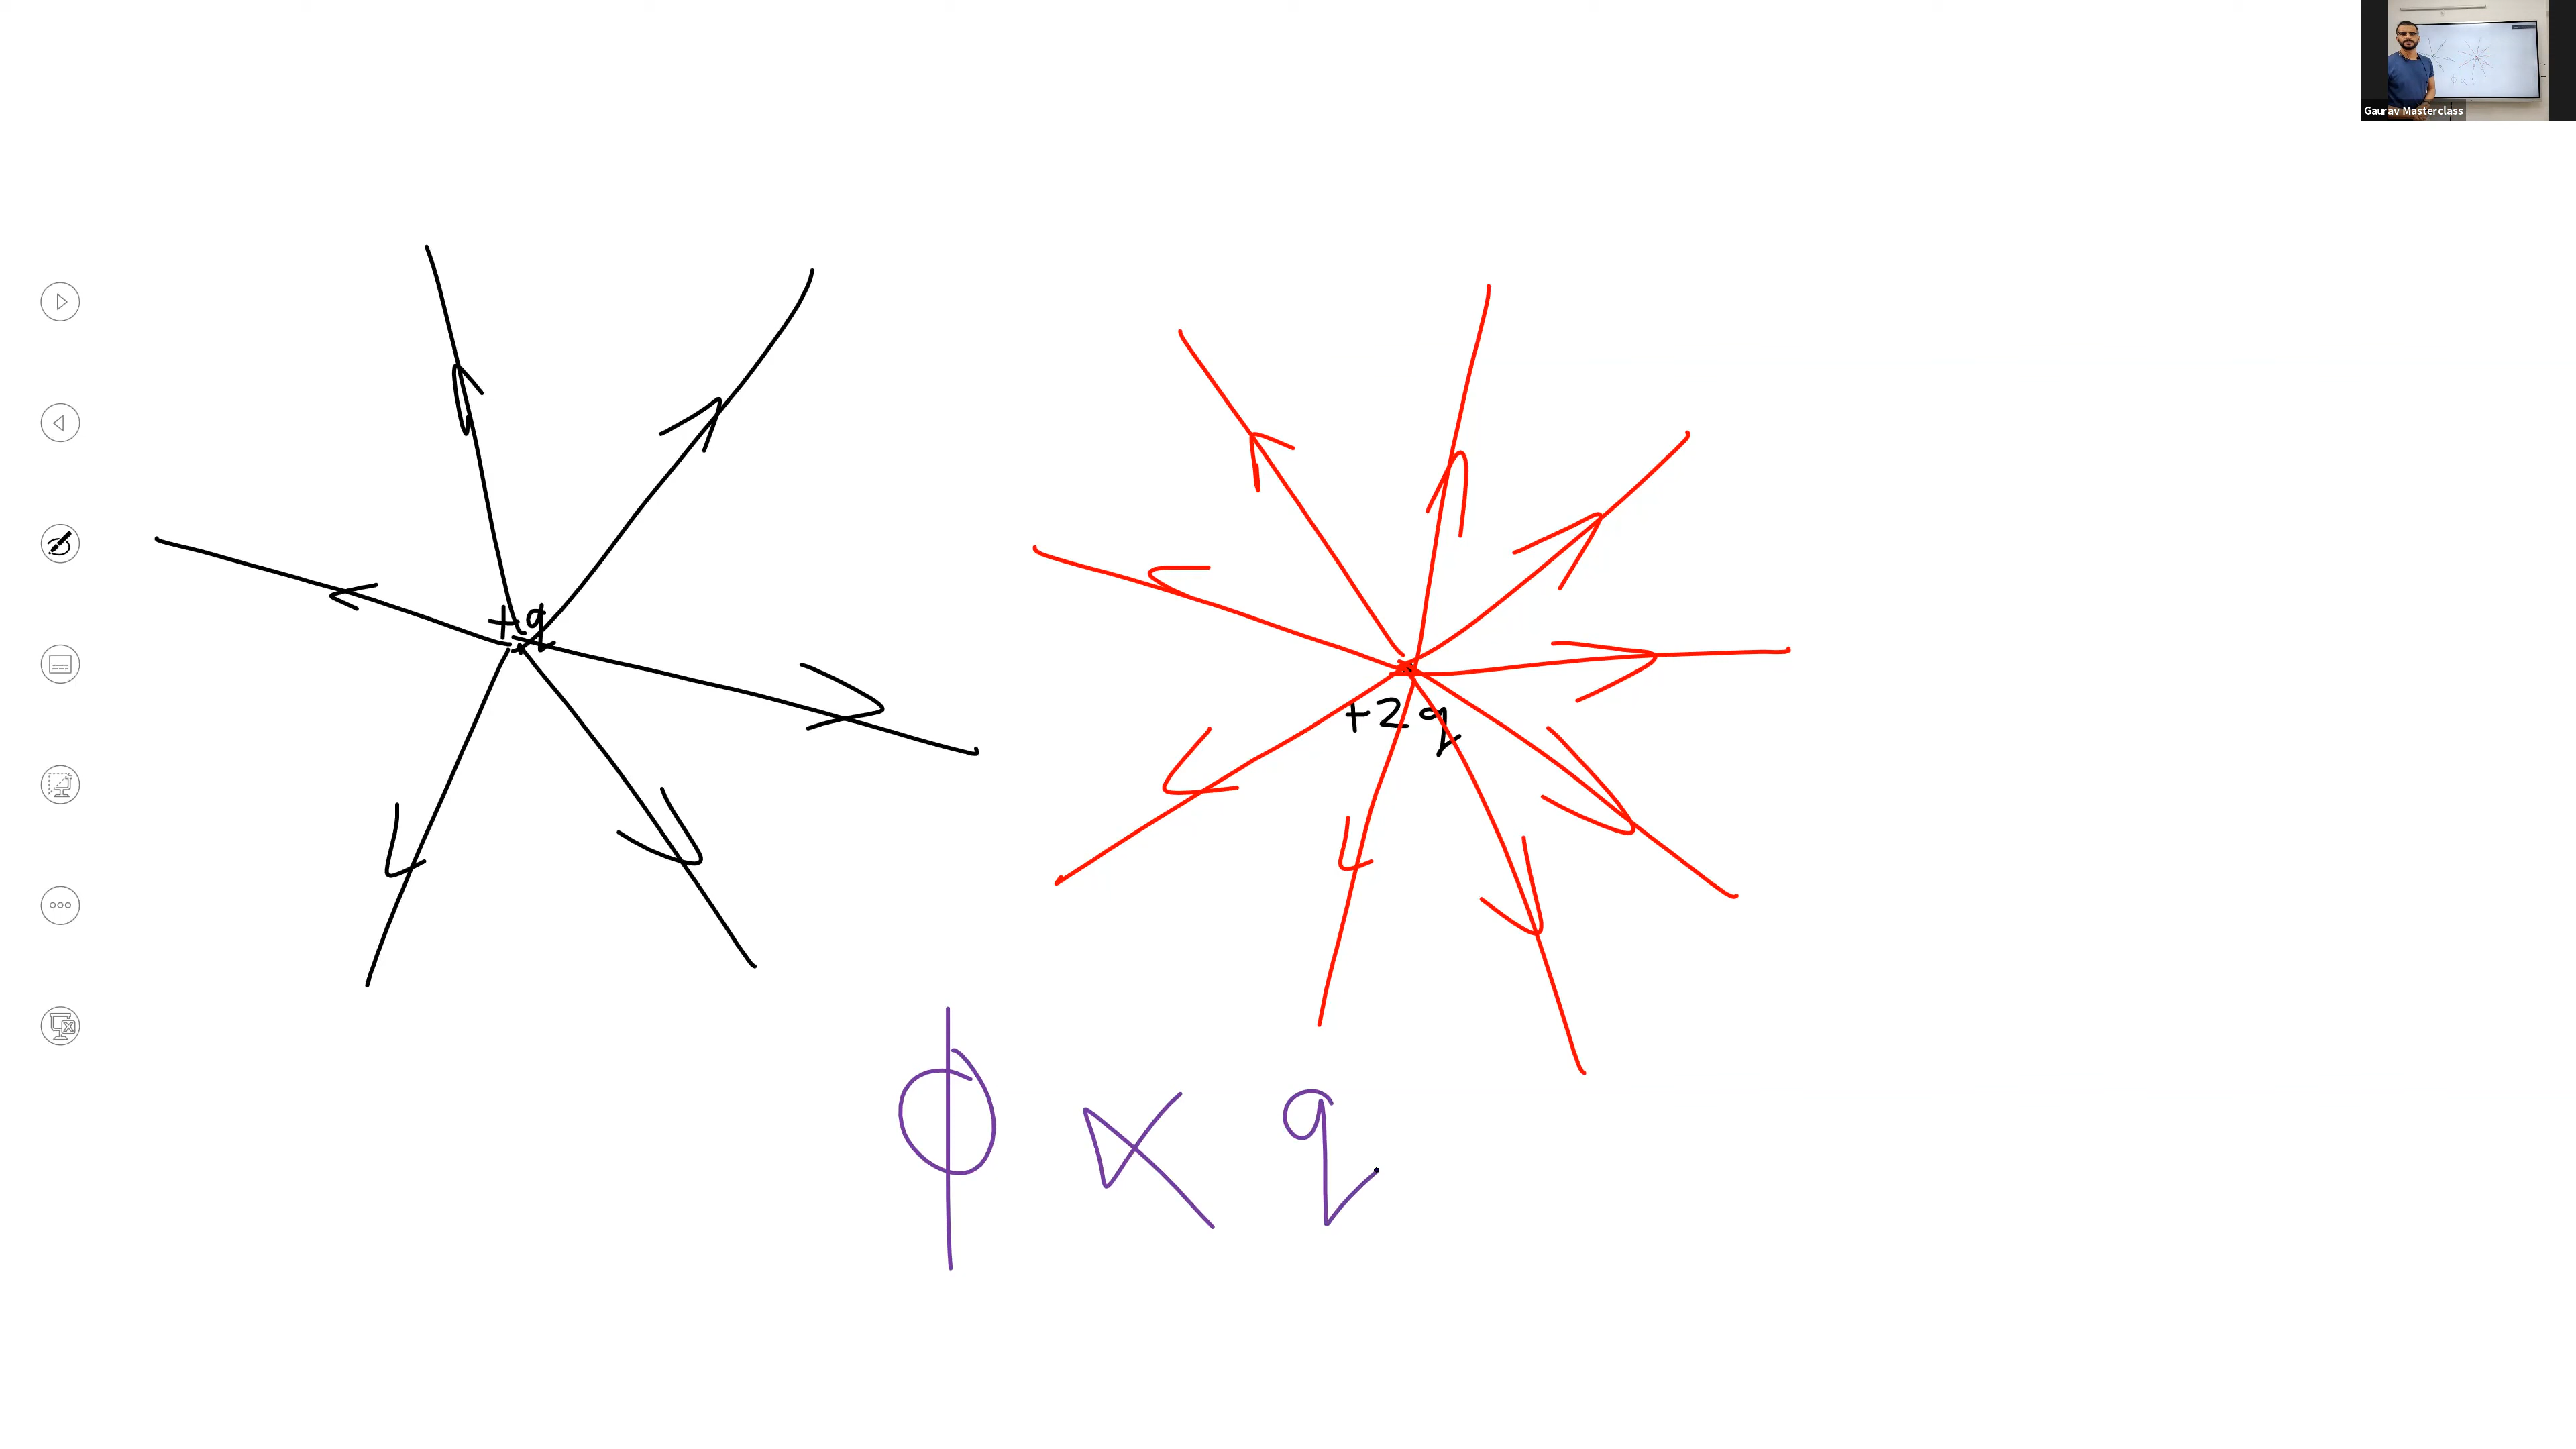 Gaurav Masterclass
+q
+2q
ϕ ∝ q